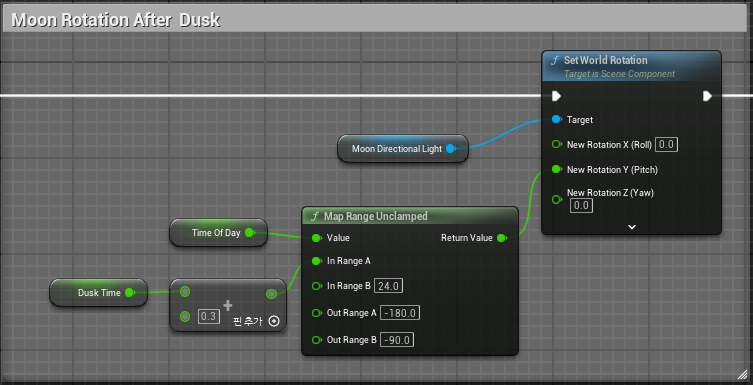 Moon Rotation After Dusk
f Set World Rotation
Target is Scene Component
Target
Moon Directional Light
New Rotation X (Roll) 0.0
New Rotation Y (Pitch)
New Rotation Z (Yaw)
0.0
f Map Range Unclamped
Time Of Day
Value
Return Value
In Range A
Dusk Time
In Range B 24.0
+
0.3
핀 추가
Out Range A -180.0
Out Range B -90.0